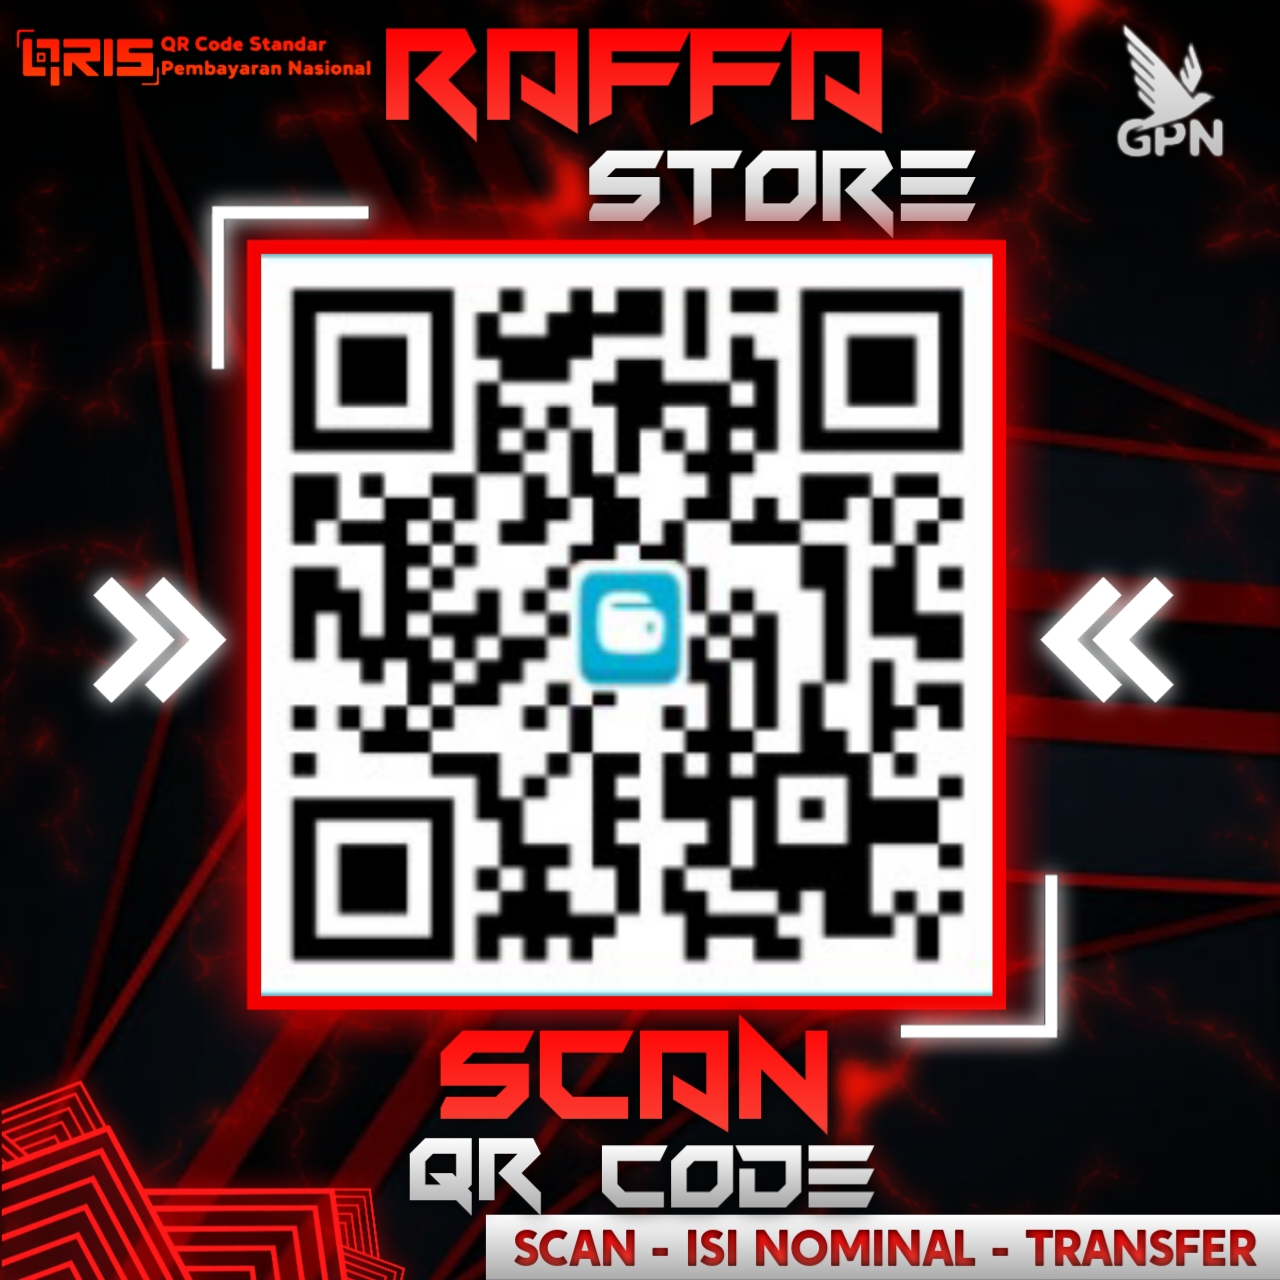 QRIS
QR Code Standar
Pembayaran Nasional
RAFFA
STORE
GPN
SCAN
QR CODE
SCAN - ISI NOMINAL - TRANSFER